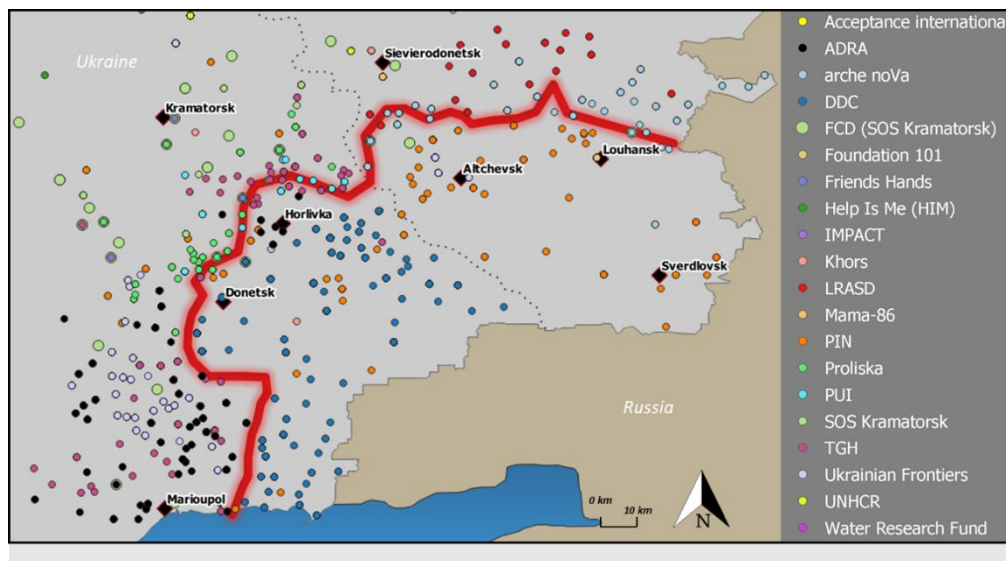 Ukraine
Sievierodonetsk
Kramatorsk
Altchevsk
Louhansk
Horlivka
Donetsk
Sverdlovsk
Russia
Marioupol
0 km
10 km
N
Acceptance internationa
ADRA
arche noVa
DDC
FCD (SOS Kramatorsk)
Foundation 101
Friends Hands
Help Is Me (HIM)
IMPACT
Khors
LRASD
Mama-86
PIN
Proliska
PUI
SOS Kramatorsk
TGH
Ukrainian Frontiers
UNHCR
Water Research Fund